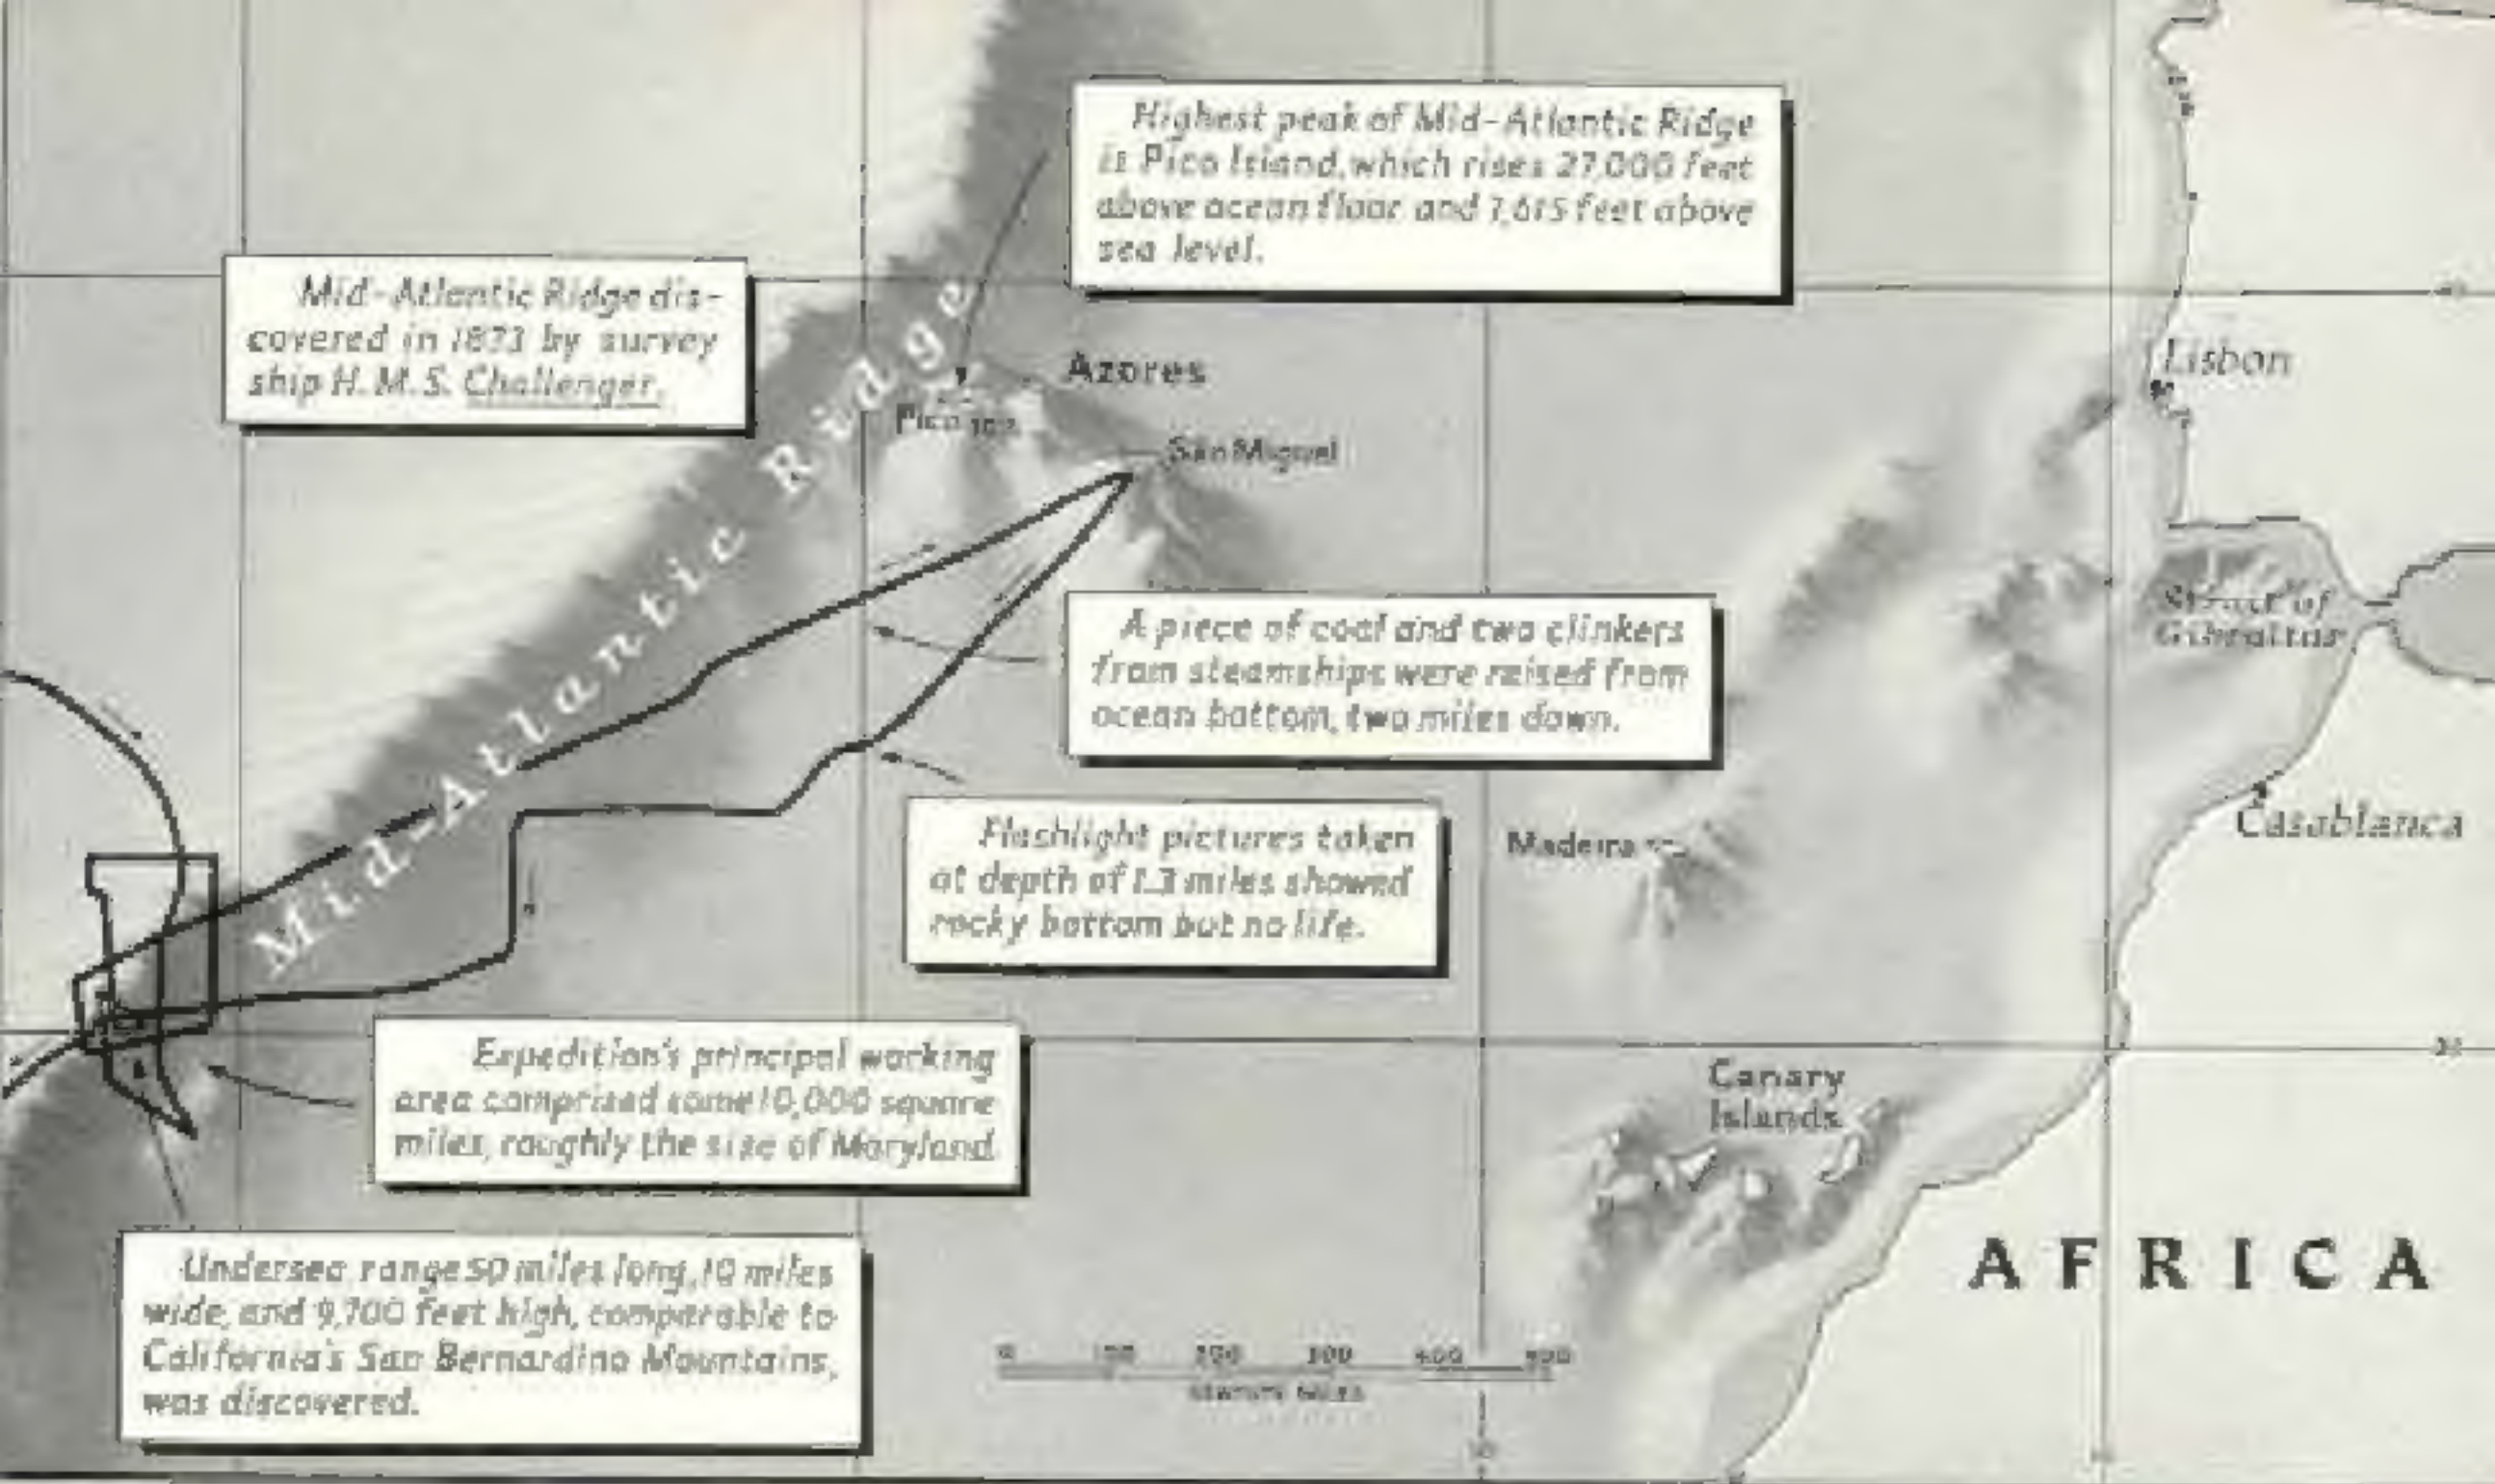 Highest peak of Mid-Atlantic Ridge
is Pico Island, which rises 27,000 feet
above ocean floor and 7,615 feet above
sea level.
Mid-Atlantic Ridge dis-
covered in 1873 by survey
ship H.M.S. Challenger.
Azores
Pico
San Miguel
Lisbon
Mid-Atlantic Ridge
A piece of coal and two clinkers
from steamships were raised from
ocean bottom, two miles down.
Strait of
Gibraltar
Flashlight pictures taken
at depth of 1.3 miles showed
rocky bottom but no life.
Madeira
Casablanca
Expedition's principal working
area comprised some 10,000 square
miles, roughly the size of Maryland
Canary
Islands
AFRICA
Undersea range 50 miles long, 10 miles
wide, and 9,700 feet high, comparable to
California's San Bernardino Mountains,
was discovered.
0 100 200 300 400 500
STATUTE MILES